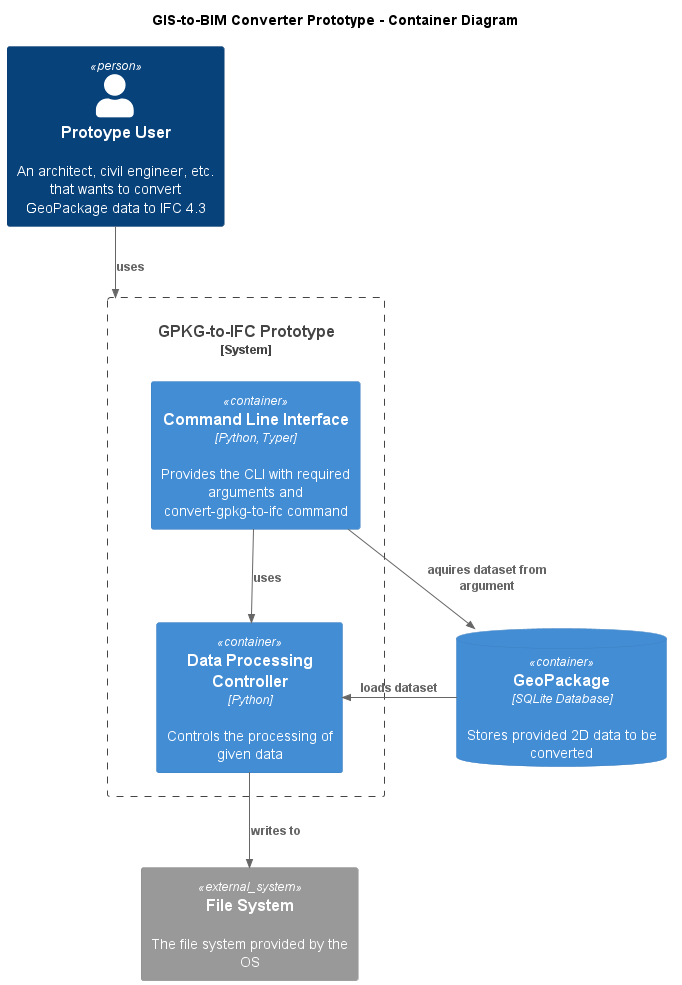 GIS-to-BIM Converter Prototype - Container Diagram
«person»
Protoype User
An architect, civil engineer, etc.
that wants to convert
GeoPackage data to IFC 4.3
uses
GPKG-to-IFC Prototype
[System]
«container»
Command Line Interface
[Python, Typer]
Provides the CLI with required
arguments and
convert-gpkg-to-ifc command
aquires dataset from
argument
uses
«container»
Data Processing
Controller
[Python]
Controls the processing of
given data
loads dataset
«container»
GeoPackage
[SQLite Database]
Stores provided 2D data to be
converted
writes to
«external_system»
File System
The file system provided by the
OS